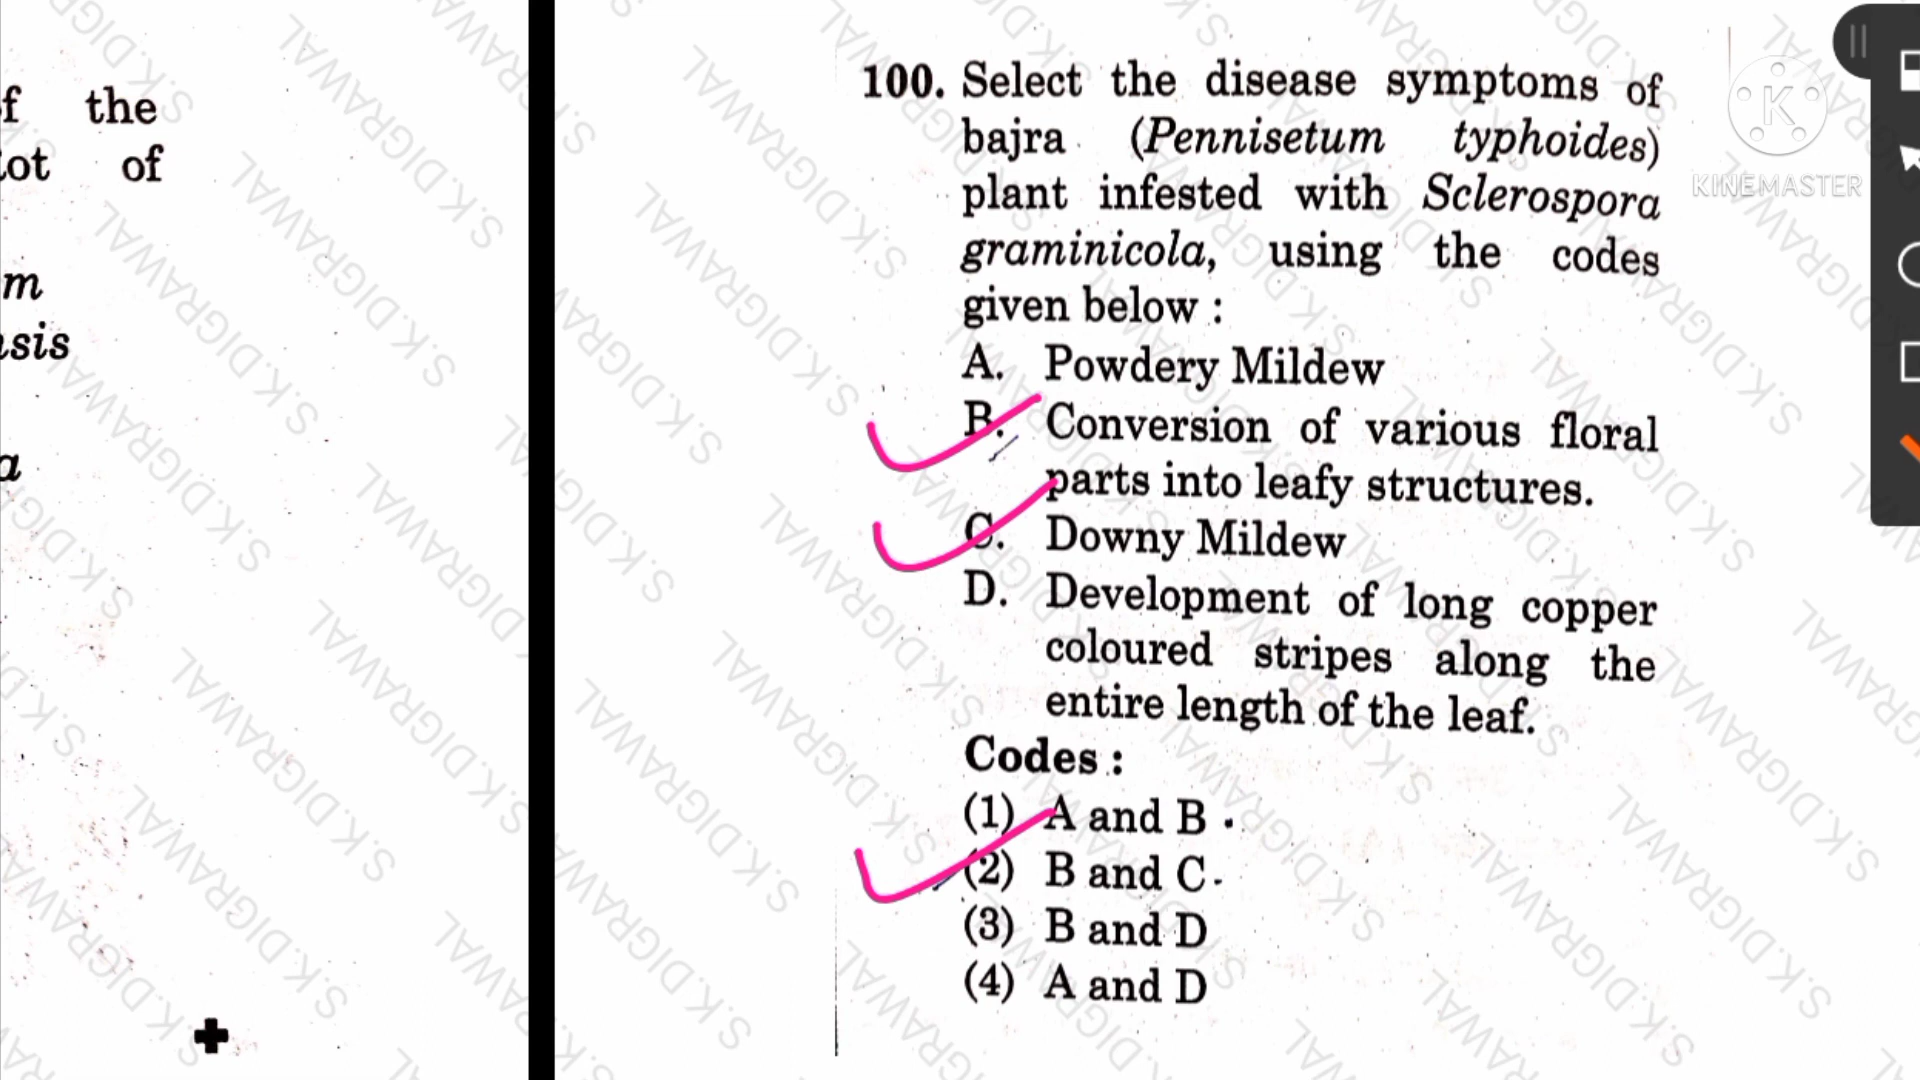 f the
ot of
m
sis
a
100. Select the disease symptoms of
bajra (Pennisetum typhoides)
plant infested with Sclerospora
graminicola, using the codes
given below :
A. Powdery Mildew
B. Conversion of various floral
parts into leafy structures.
C. Downy Mildew
D. Development of long copper
coloured stripes along the
entire length of the leaf.
Codes :
(1) A and B
(2) B and C
(3) B and D
(4) A and D
KINEMASTER
S.K.DIGRAWAL